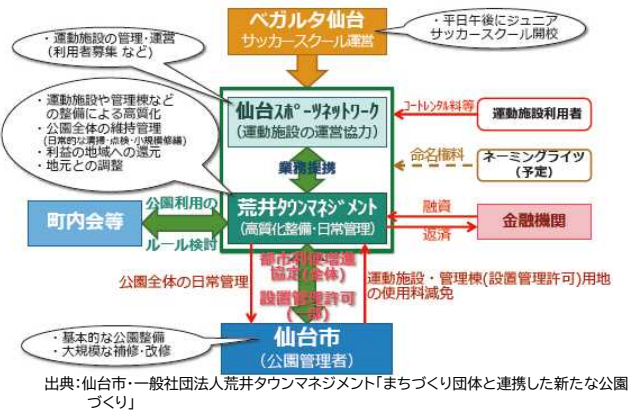 ベガルタ仙台
サッカースクール運営
・平日午後にジュニア
サッカースクール開校
・運動施設の管理・運営
(利用者募集 など)
・運動施設や管理棟など
の整備による高質化
・公園全体の維持管理
(日常的な清掃・点検・小規模修繕)
・利益の地域への還元
・地元との調整
仙台スポーツネットワーク
(運動施設の運営協力)
コートレンタル料等
運動施設利用者
業務提携
命名権料
ネーミングライツ
(予定)
町内会等
公園利用の
ルール検討
荒井タウンマネジメント
(高質化整備・日常管理)
融資
返済
金融機関
公園全体の日常管理
都市利便増進
協定(全体)
設置管理許可
(一部)
運動施設・管理棟(設置管理許可)用地
の使用料減免
・基本的な公園整備
・大規模な補修・改修
仙台市
(公園管理者)
出典：仙台市・一般社団法人荒井タウンマネジメント「まちづくり団体と連携した新たな公園
づくり」